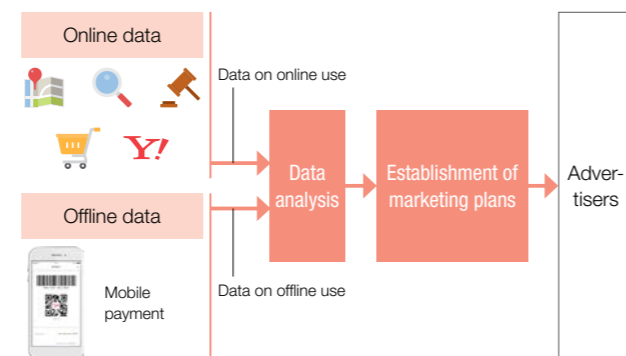 Online data
Data on online use
Y!
Data
analysis
Establishment of
marketing plans
Adver-
tisers
Offline data
Mobile
payment
Data on offline use